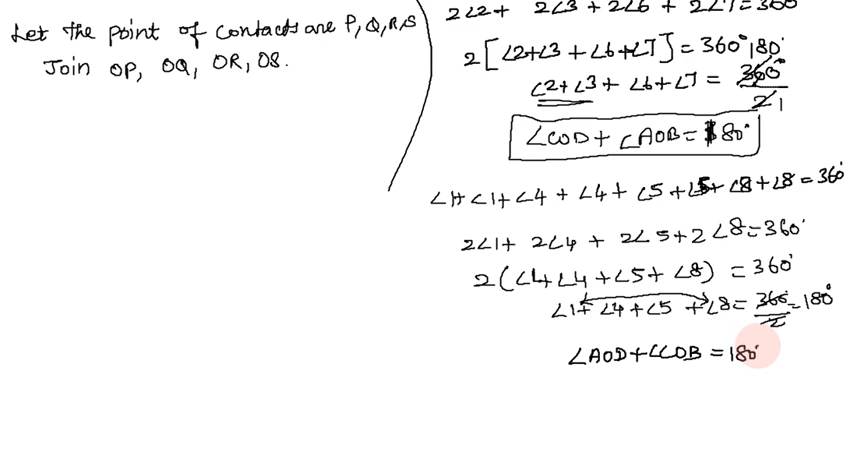 Let the point of contacts are P, Q, R, S
Join OP, OQ, OR, OS.
2∠2+ 2∠3 + 2∠6 + 2∠7 = 360
2[∠2+∠3 + ∠6+∠7] = 360°
∠2+∠3 + ∠6+∠7 = 360° 180°
2 1
∠COD + ∠AOB = 180°
∠1+∠1+∠4 + ∠4 + ∠5 + ∠5 + ∠8 + ∠8 = 360°
2∠1+ 2∠4 + 2∠5+2 ∠8 = 360°
2(∠1+∠4 + ∠5+ ∠8) = 360°
∠1+ ∠4 + ∠5 + ∠8 = 360 = 180°
2
∠AOD+∠COB = 180°